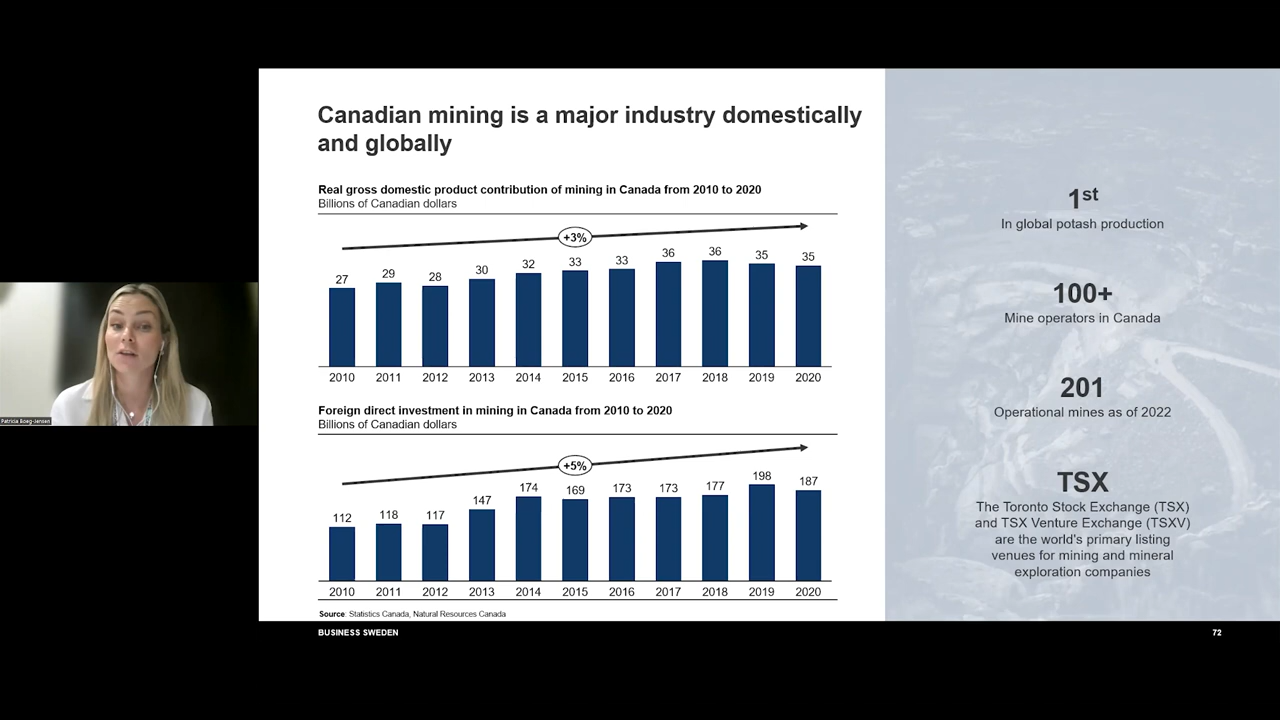 Canadian mining is a major industry domestically
and globally
Real gross domestic product contribution of mining in Canada from 2010 to 2020
Billions of Canadian dollars
+3%
27 29 28 30 32 33 33 36 36 35 35
2010 2011 2012 2013 2014 2015 2016 2017 2018 2019 2020
Foreign direct investment in mining in Canada from 2010 to 2020
Billions of Canadian dollars
+5%
112 118 117 147 174 169 173 173 177 198 187
2010 2011 2012 2013 2014 2015 2016 2017 2018 2019 2020
Source: Statistics Canada, Natural Resources Canada
BUSINESS SWEDEN
1st
In global potash production
100+
Mine operators in Canada
201
Operational mines as of 2022
TSX
The Toronto Stock Exchange (TSX)
and TSX Venture Exchange (TSXV)
are the world's primary listing
venues for mining and mineral
exploration companies
72
Patricia Boeg-Jensen